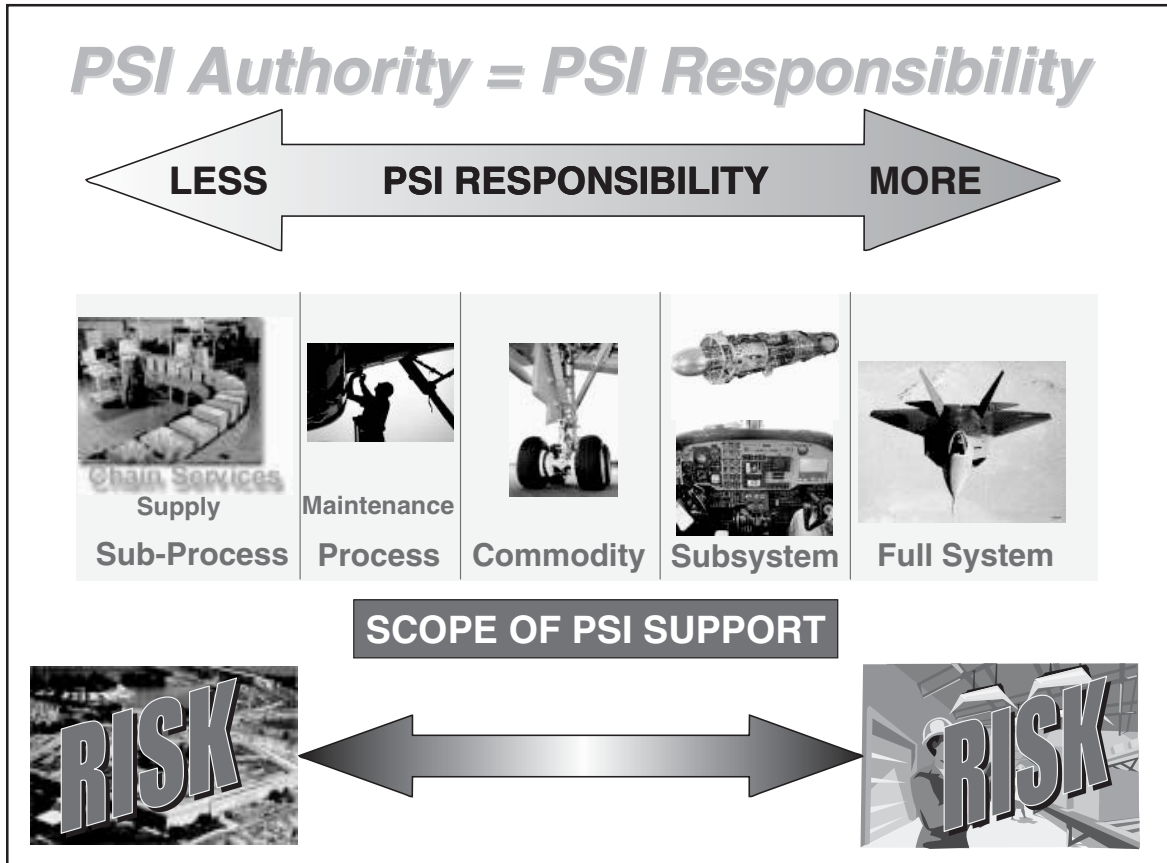 PSI Authority = PSI Responsibility
LESS PSI RESPONSIBILITY MORE
Chain Services
Supply
Maintenance
Sub-Process
Process
Commodity
Subsystem
Full System
SCOPE OF PSI SUPPORT
RISK
RISK